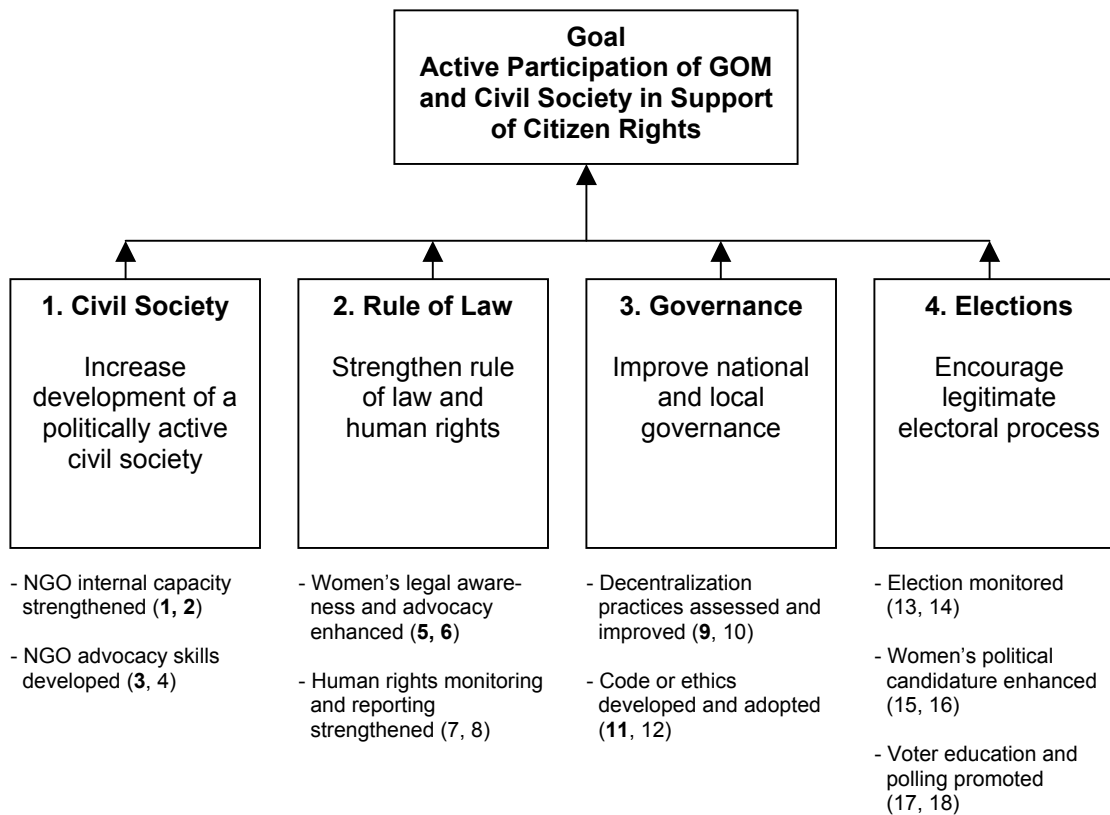 Goal
Active Participation of GOM
and Civil Society in Support
of Citizen Rights
1. Civil Society
Increase
development of a
politically active
civil society
2. Rule of Law
Strengthen rule
of law and
human rights
3. Governance
Improve national
and local
governance
4. Elections
Encourage
legitimate
electoral process
- NGO internal capacity
strengthened (1, 2)
- NGO advocacy skills
developed (3, 4)
- Women's legal aware-
ness and advocacy
enhanced (5, 6)
- Human rights monitoring
and reporting
strengthened (7, 8)
- Decentralization
practices assessed and
improved (9, 10)
- Code or ethics
developed and adopted
(11, 12)
- Election monitored
(13, 14)
- Women's political
candidature enhanced
(15, 16)
- Voter education and
polling promoted
(17, 18)